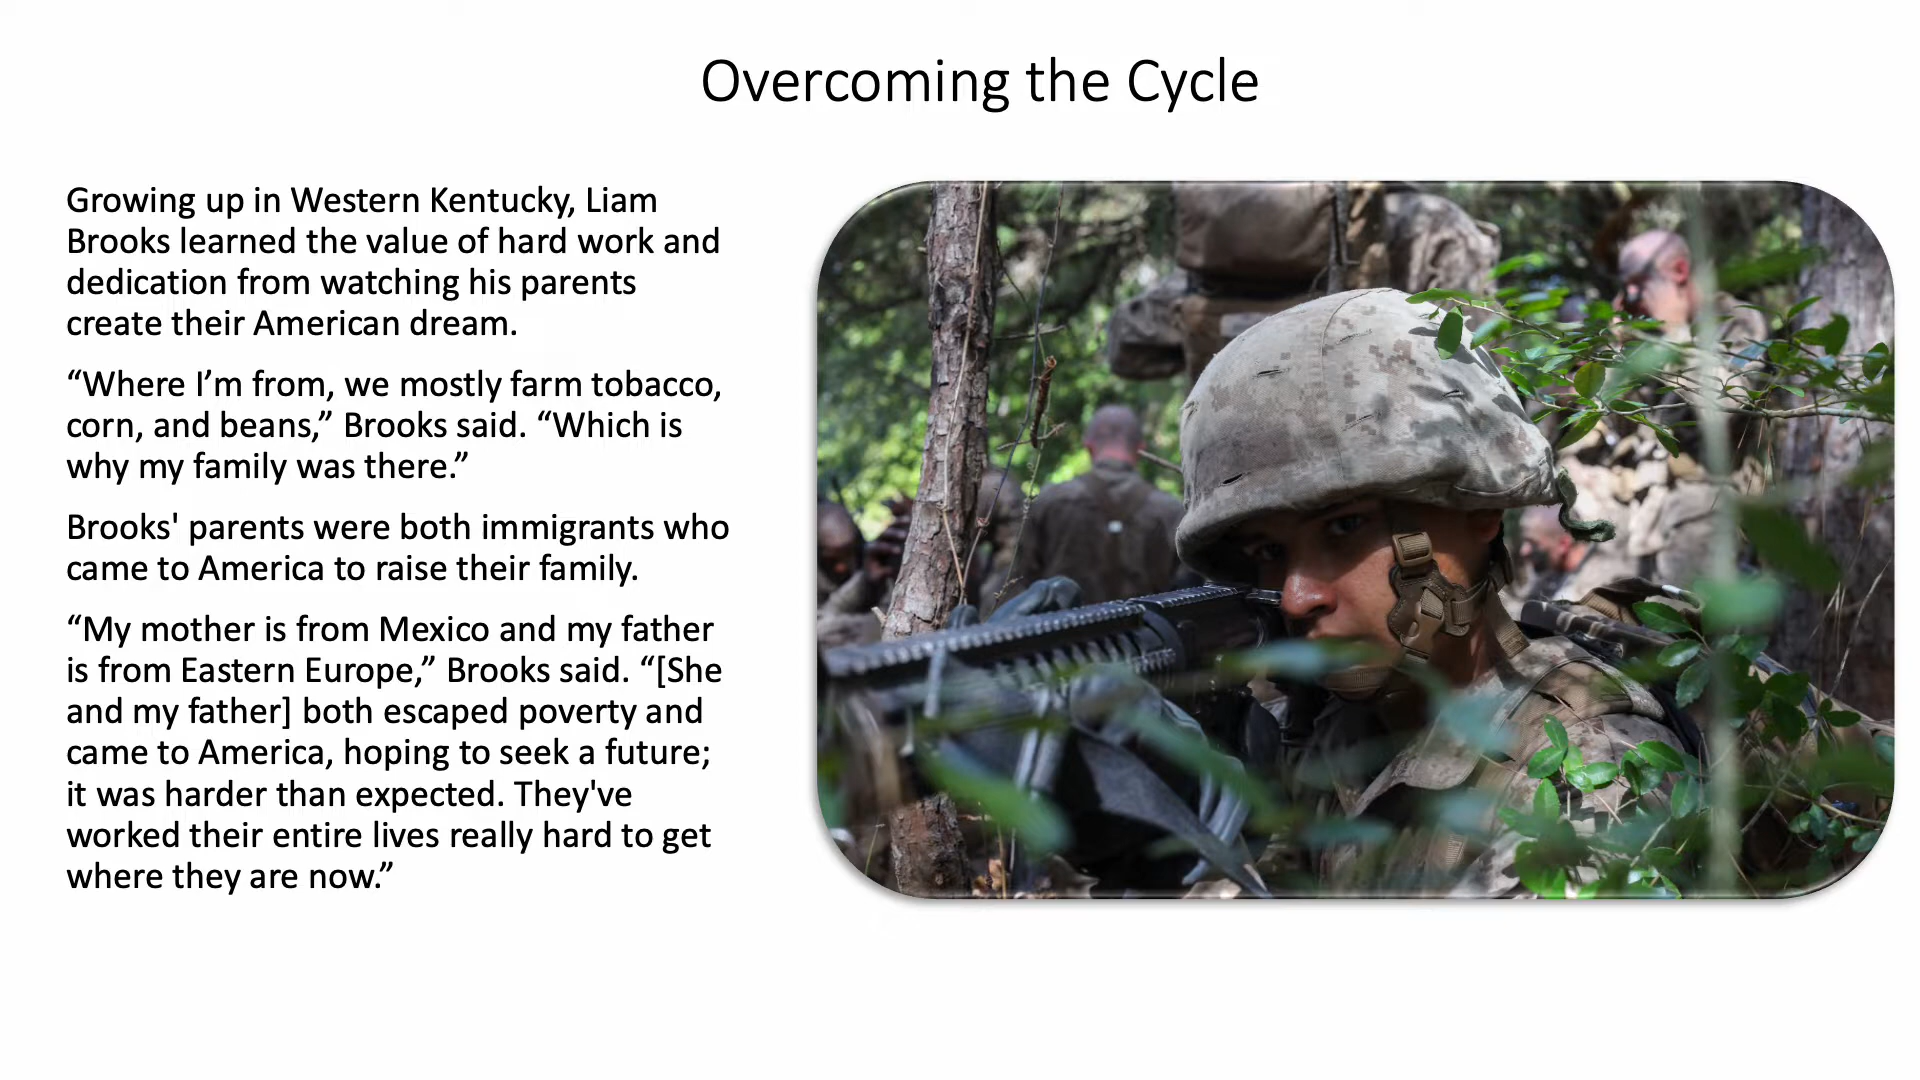 Overcoming the Cycle
Growing up in Western Kentucky, Liam
Brooks learned the value of hard work and
dedication from watching his parents
create their American dream.
“Where I’m from, we mostly farm tobacco,
corn, and beans,” Brooks said. “Which is
why my family was there.”
Brooks' parents were both immigrants who
came to America to raise their family.
“My mother is from Mexico and my father
is from Eastern Europe,” Brooks said. “[She
and my father] both escaped poverty and
came to America, hoping to seek a future;
it was harder than expected. They've
worked their entire lives really hard to get
where they are now.”